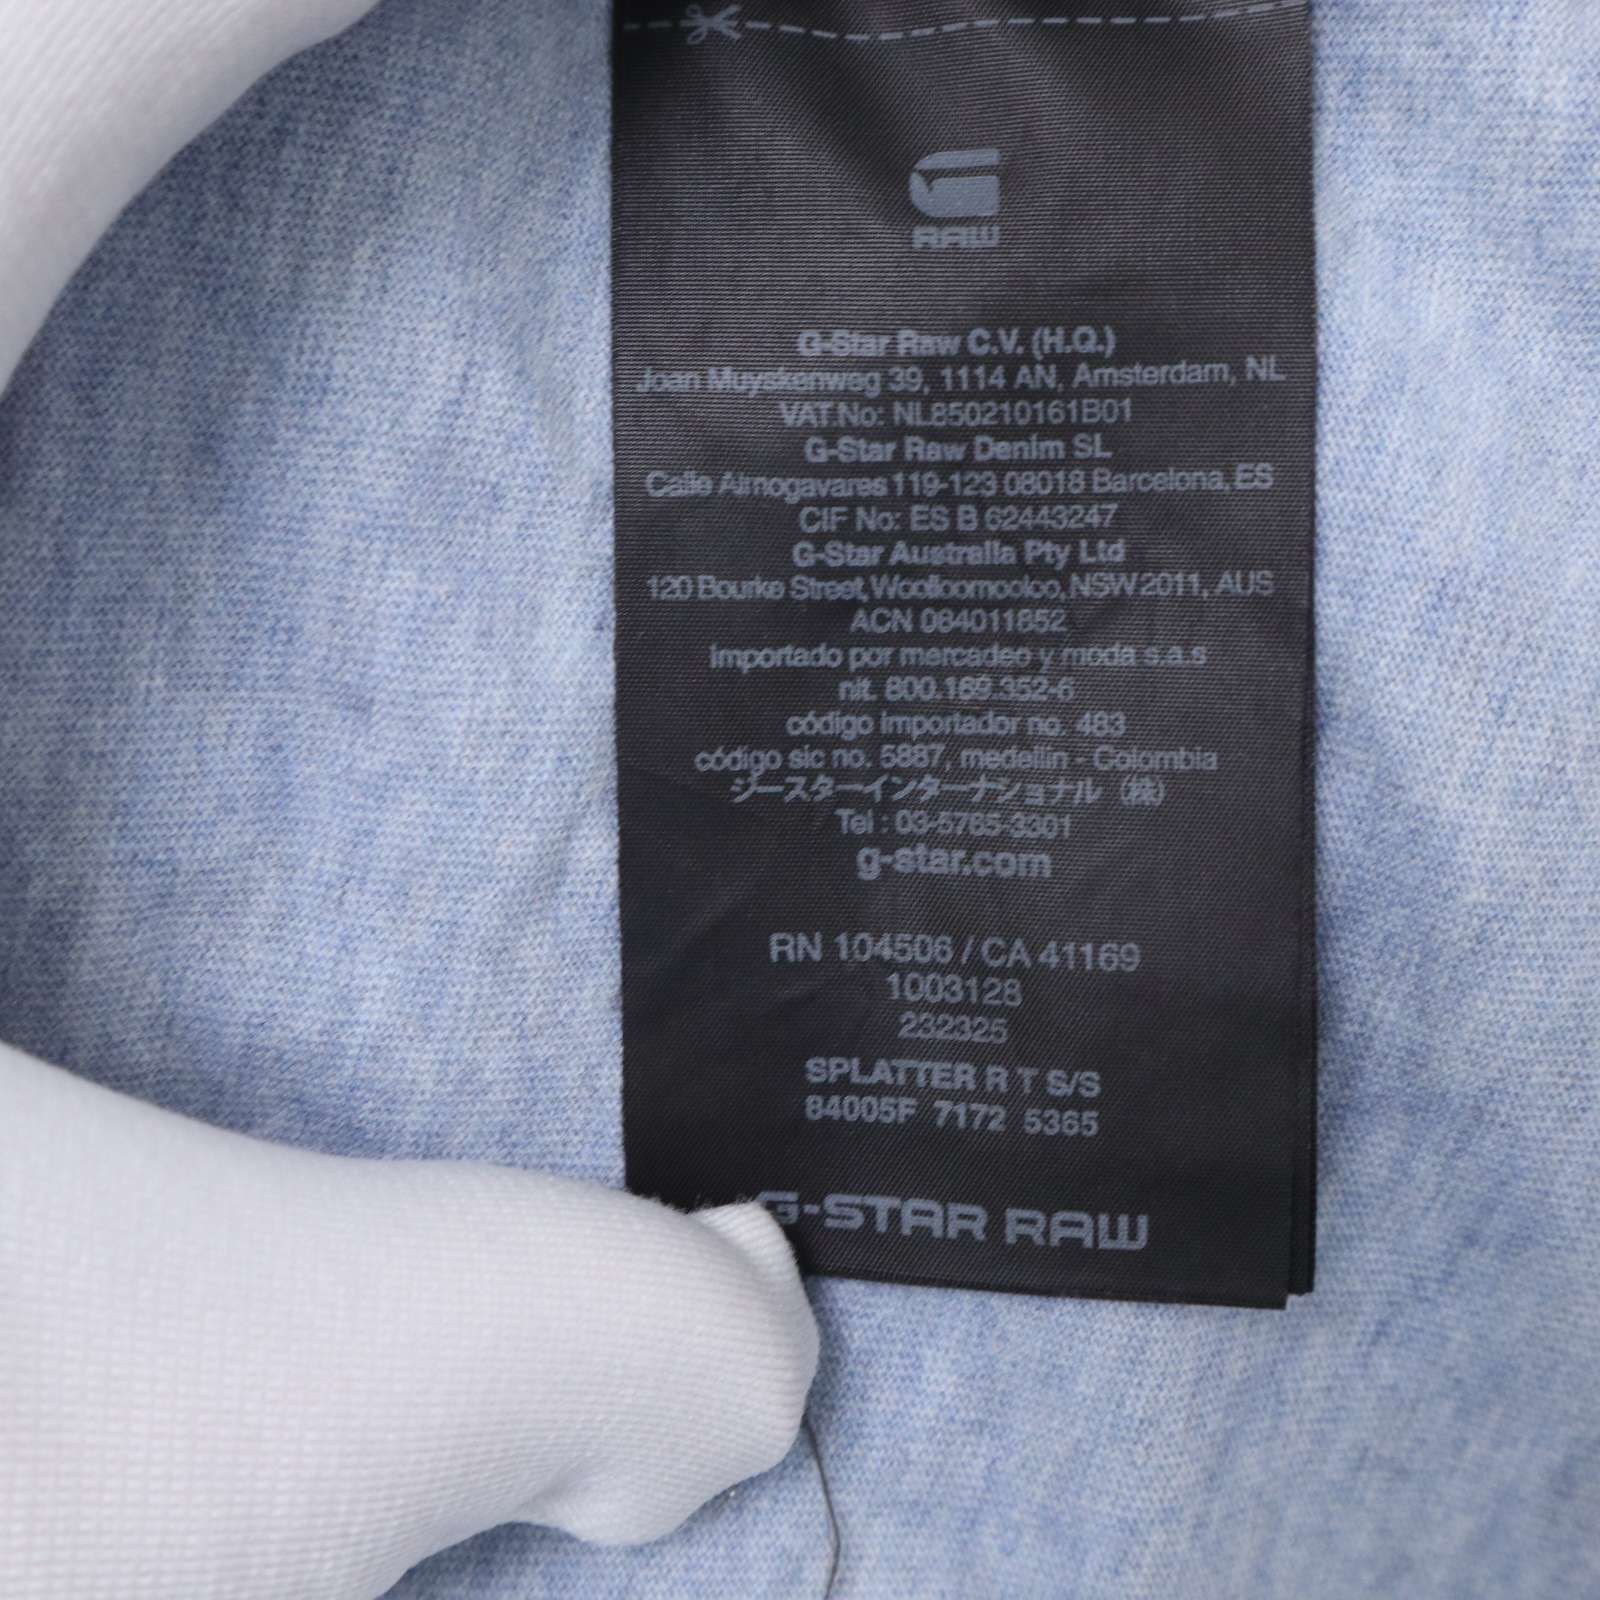 RAW
G-Star Raw C.V. (H.Q.)
Joan Muyskenweg 39, 1114 AN, Amsterdam, NL
VAT.No: NL850210161B01
G-Star Raw Denim SL
Calle Almogavares 119-123 08018 Barcelona, ES
CIF No: ES B 62443247
G-Star Australia Pty Ltd
120 Bourke Street, Woolloomooloo, NSW 2011, AUS
ACN 084011852
Importado por mercadeo y moda s.a.s
nit. 800.169.352-6
código importador no. 483
código sic no. 5887, medellin - Colombia
ジースターインターナショナル（株）
Tel : 03-5785-3301
g-star.com
RN 104506 / CA 41169
1003128
232325
SPLATTER R T S/S
84005F 7172 5365
G-STAR RAW